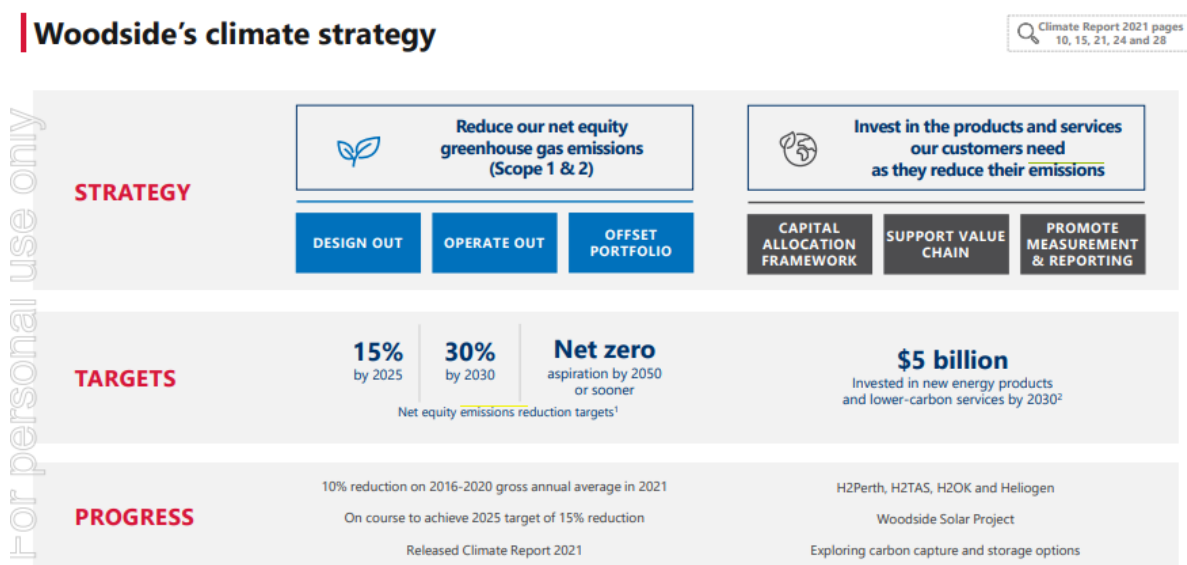 Woodside's climate strategy
Climate Report 2021 pages
10, 15, 21, 24 and 28
For personal use only
STRATEGY
Reduce our net equity
greenhouse gas emissions
(Scope 1 & 2)
DESIGN OUT
OPERATE OUT
OFFSET
PORTFOLIO
Invest in the products and services
our customers need
as they reduce their emissions
CAPITAL
ALLOCATION
FRAMEWORK
SUPPORT VALUE
CHAIN
PROMOTE
MEASUREMENT
& REPORTING
TARGETS
15%
by 2025
30%
by 2030
Net zero
aspiration by 2050
or sooner
Net equity emissions reduction targets¹
$5 billion
Invested in new energy products
and lower-carbon services by 2030²
PROGRESS
10% reduction on 2016-2020 gross annual average in 2021
On course to achieve 2025 target of 15% reduction
Released Climate Report 2021
H2Perth, H2TAS, H2OK and Heliogen
Woodside Solar Project
Exploring carbon capture and storage options